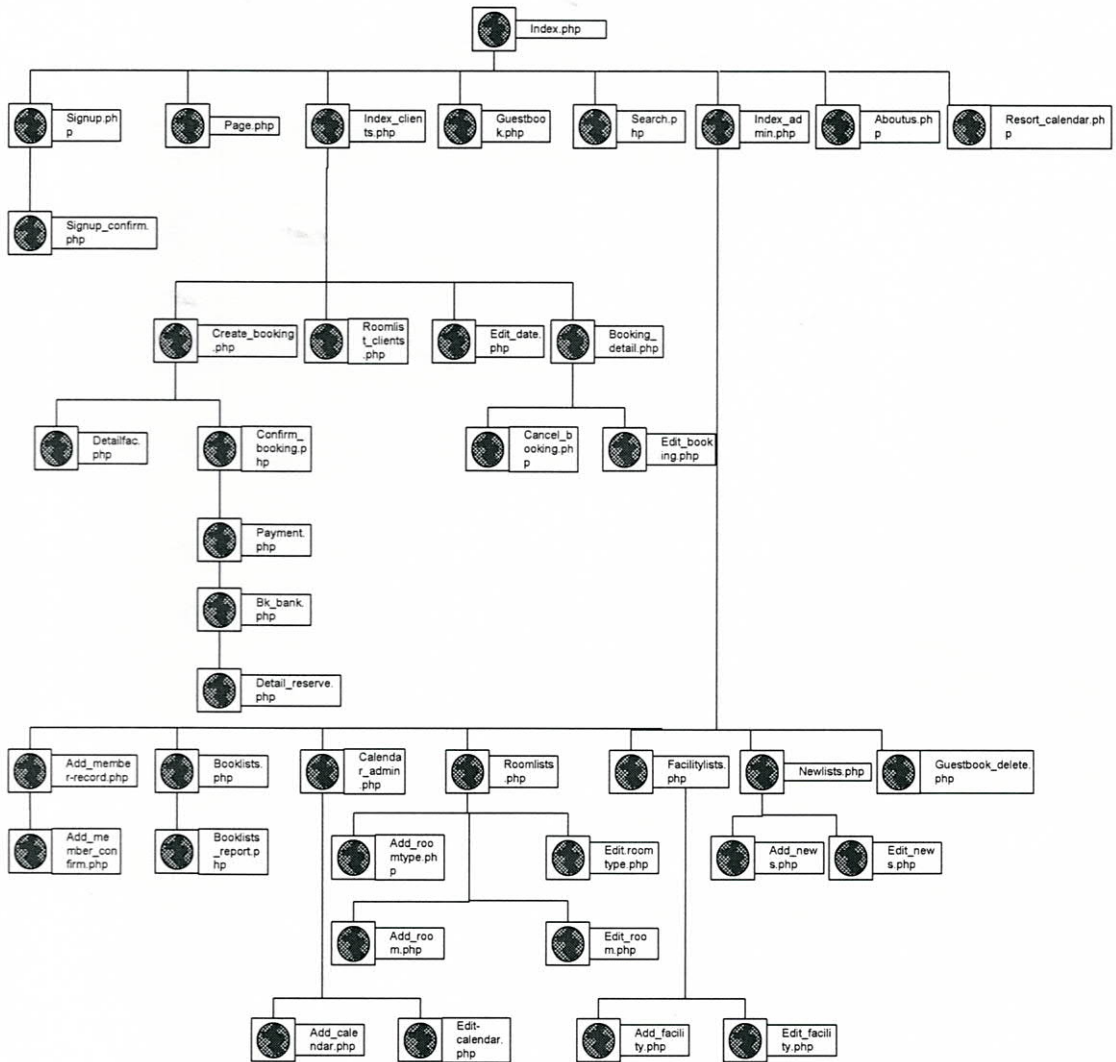 Index.php
Signup.ph
p
Page.php
Index_clien
ts.php
Guestboo
k.php
Search.p
hp
Index_ad
min.php
Aboutus.ph
p
Resort_calendar.ph
p
Signup_confirm.
php
Create_booking
.php
Roomlis
t_clients
.php
Edit_date.
php
Booking_
detail.php
Detailfac.
php
Confirm_
booking.p
hp
Cancel_b
ooking.ph
p
Edit_book
ing.php
Payment.
php
Bk_bank.
php
Detail_reserve.
php
Add_membe
r-record.php
Booklists.
php
Calenda
r_admin
.php
Roomlists
.php
Facilitylists.
php
Newlists.php
Guestbook_delete.
php
Add_me
mber_con
firm.php
Booklists
_report.p
hp
Add_roo
mtype.ph
p
Edit.room
type.php
Add_new
s.php
Edit_new
s.php
Add_roo
m.php
Edit_roo
m.php
Add_cale
ndar.php
Edit-
calendar.
php
Add_facili
ty.php
Edit_facili
ty.php